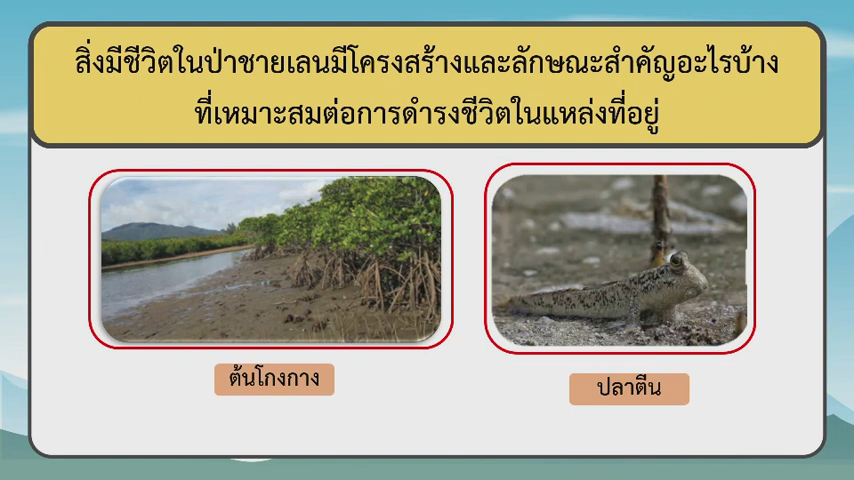 สิ่งมีชีวิตในป่าชายเลนมีโครงสร้างและลักษณะสำคัญอะไรบ้าง
ที่เหมาะสมต่อการดำรงชีวิตในแหล่งที่อยู่
ต้นโกงกาง
ปลาตีน